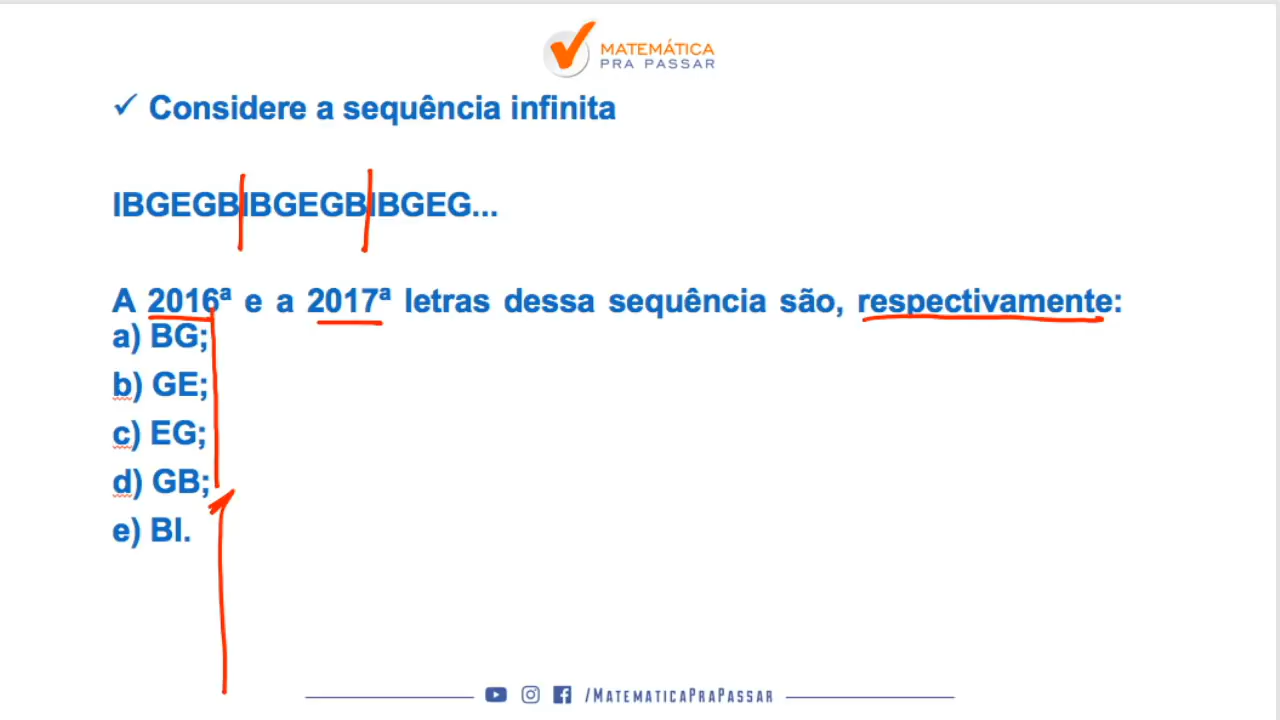 MATEMÁTICA
PRA PASSAR
✓ Considere a sequência infinita
IBGEGBIBGEGBIBGEG...
A 2016ª e a 2017ª letras dessa sequência são, respectivamente:
a) BG;
b) GE;
c) EG;
d) GB;
e) BI.
/MATEMATICAPRAPASSAR